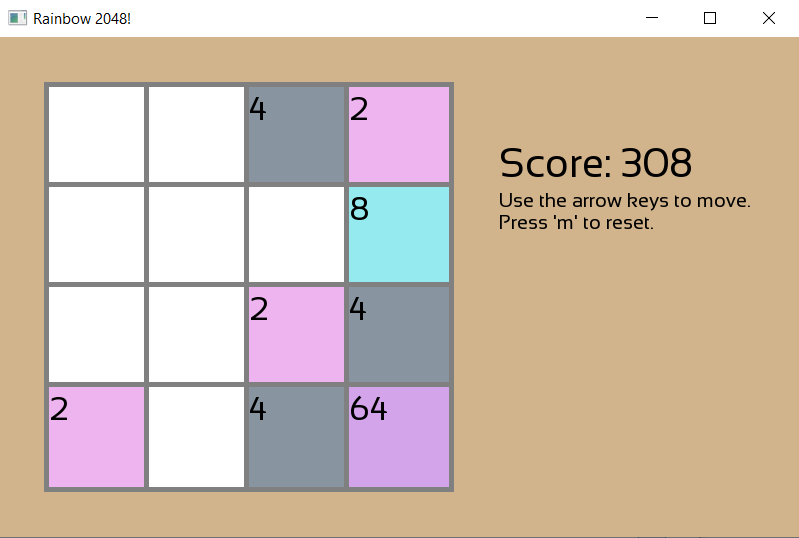 Rainbow 2048!
4 2
8
2 4
2 4 64
Score: 308
Use the arrow keys to move.
Press 'm' to reset.